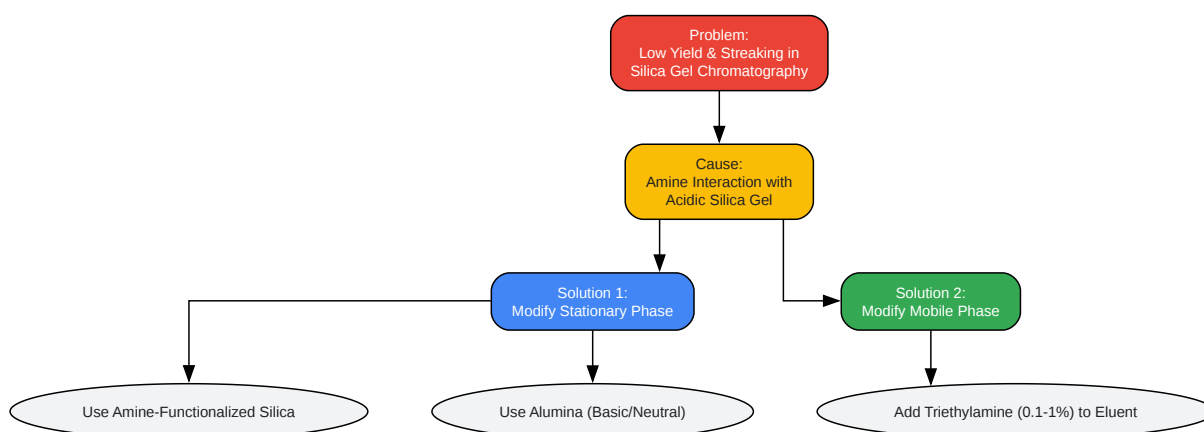 Problem:
Low Yield & Streaking in
Silica Gel Chromatography
Cause:
Amine Interaction with
Acidic Silica Gel
Solution 1:
Modify Stationary Phase
Solution 2:
Modify Mobile Phase
Use Amine-Functionalized Silica
Use Alumina (Basic/Neutral)
Add Triethylamine (0.1-1%) to Eluent